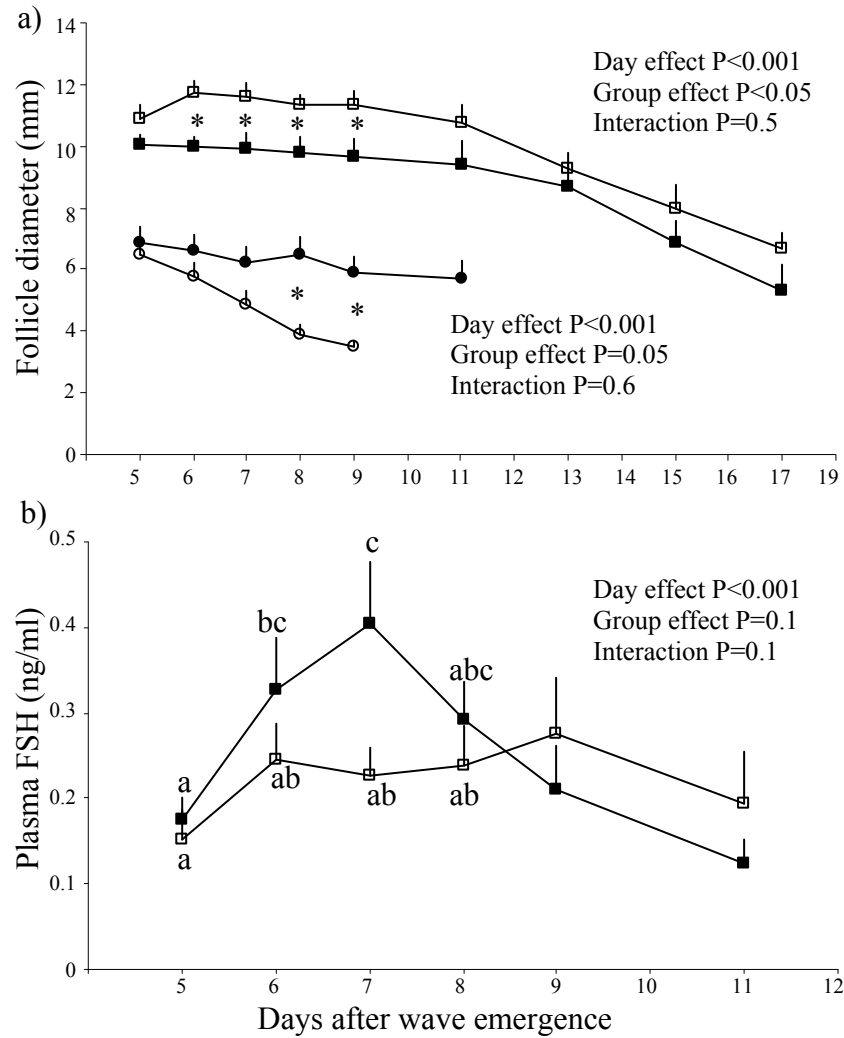 a)
14
12
10
8
6
4
2
0
Follicle diameter (mm)
Day effect P<0.001
Group effect P<0.05
Interaction P=0.5
* * * *
*
*
Day effect P<0.001
Group effect P=0.05
Interaction P=0.6
5 6 7 8 9 10 11 12 13 14 15 16 17 19
b)
0.5
0.4
0.3
0.2
0.1
0
Plasma FSH (ng/ml)
Day effect P<0.001
Group effect P=0.1
Interaction P=0.1
c
bc
abc
a
ab
ab
ab
a
5 6 7 8 9 10 11 12
Days after wave emergence